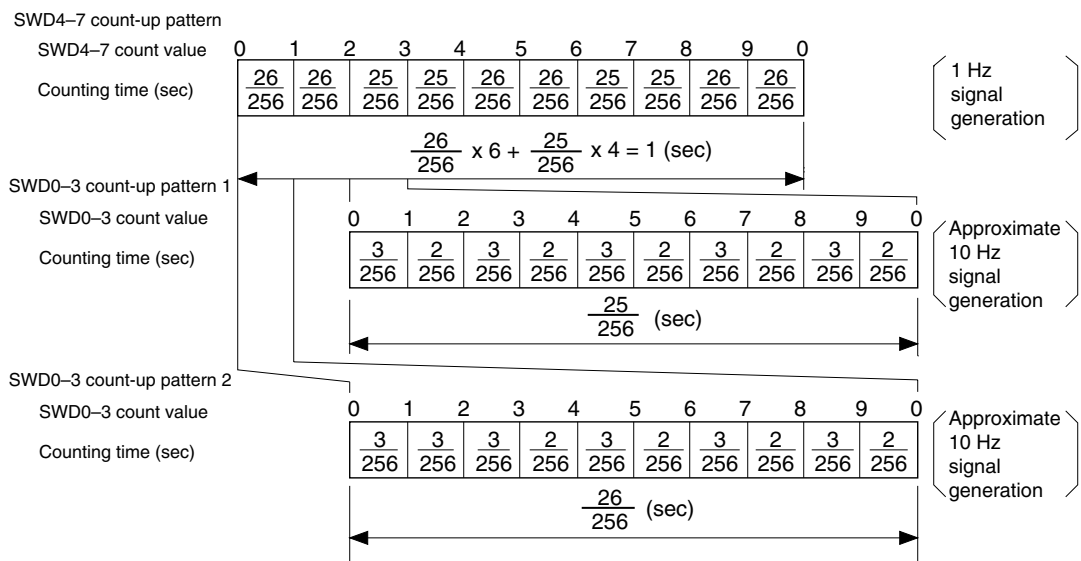 SWD4–7 count-up pattern
SWD4–7 count value 0 1 2 3 4 5 6 7 8 9 0
Counting time (sec) 26/256 26/256 25/256 25/256 26/256 26/256 25/256 25/256 26/256 26/256
1 Hz
signal
generation
26/256 x 6 + 25/256 x 4 = 1 (sec)
SWD0–3 count-up pattern 1
SWD0–3 count value 0 1 2 3 4 5 6 7 8 9 0
Counting time (sec) 3/256 2/256 3/256 2/256 3/256 2/256 3/256 2/256 3/256 2/256
Approximate
10 Hz
signal
generation
25/256 (sec)
SWD0–3 count-up pattern 2
SWD0–3 count value 0 1 2 3 4 5 6 7 8 9 0
Counting time (sec) 3/256 3/256 3/256 2/256 3/256 2/256 3/256 2/256 3/256 2/256
Approximate
10 Hz
signal
generation
26/256 (sec)